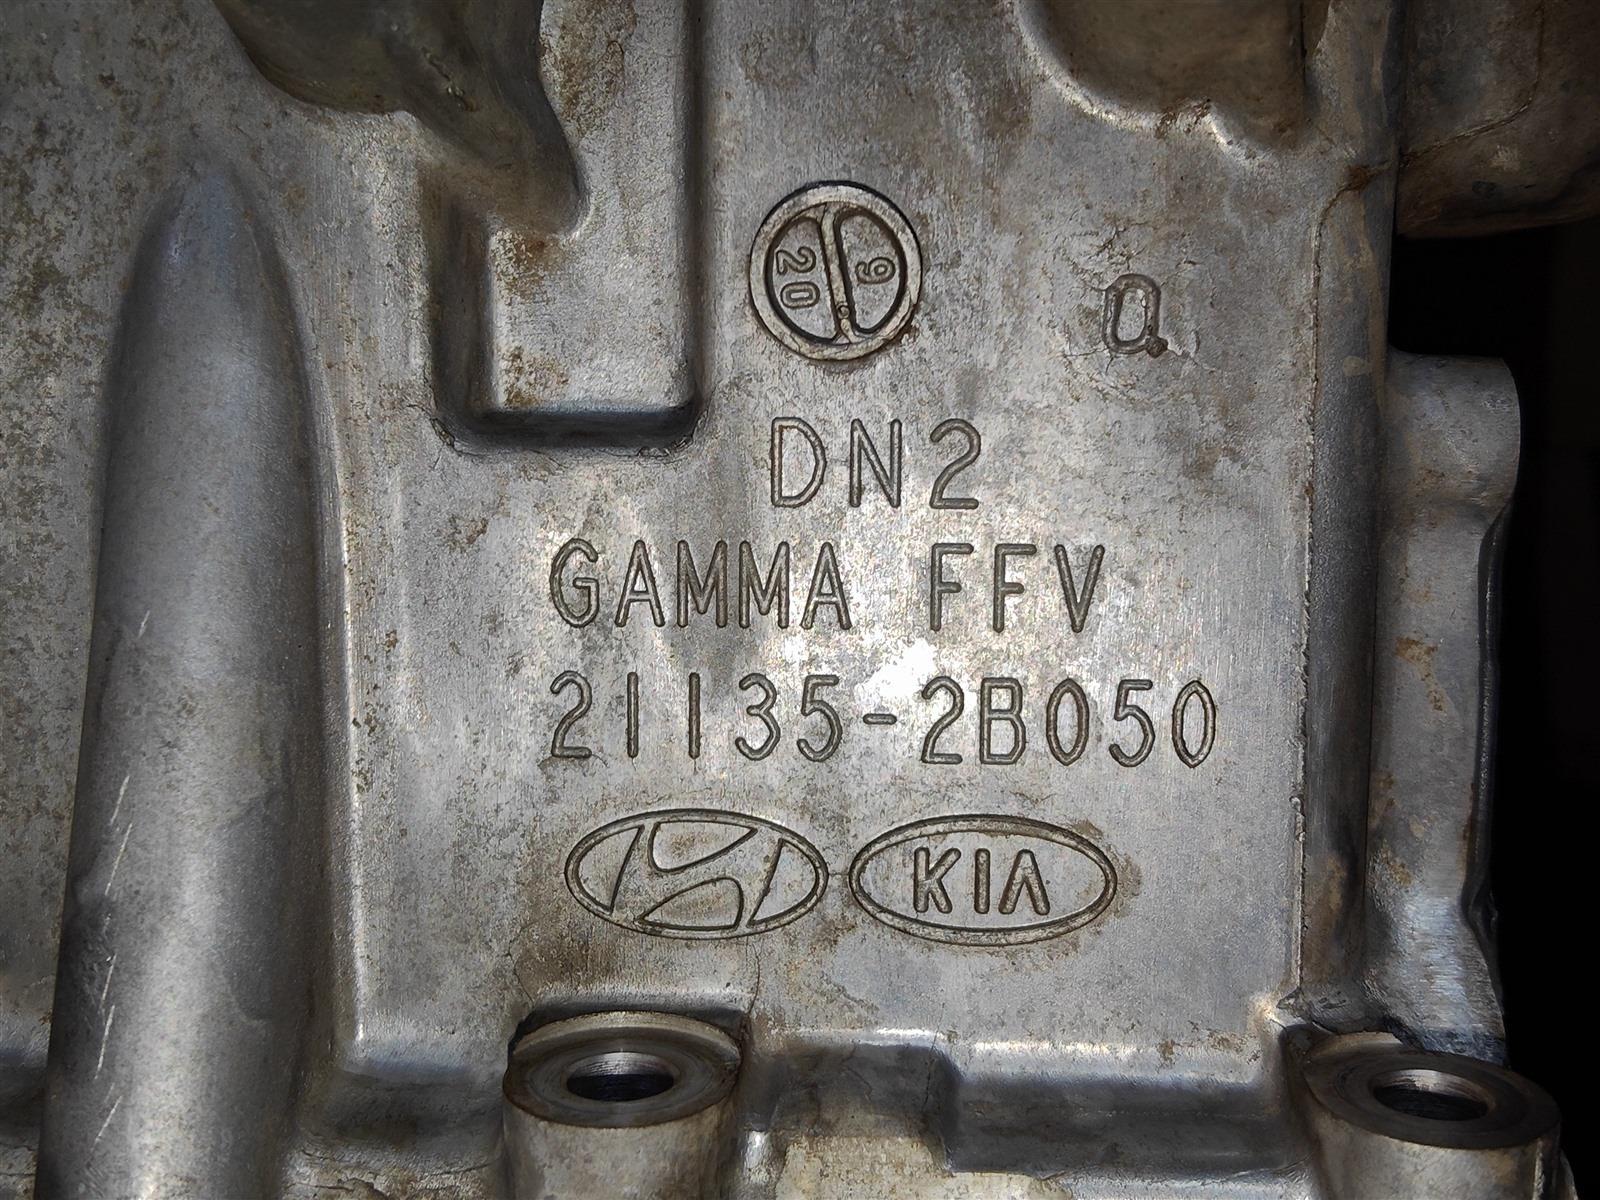 20 9
Q
DN2
GAMMA FFV
21135-2B050
KIA